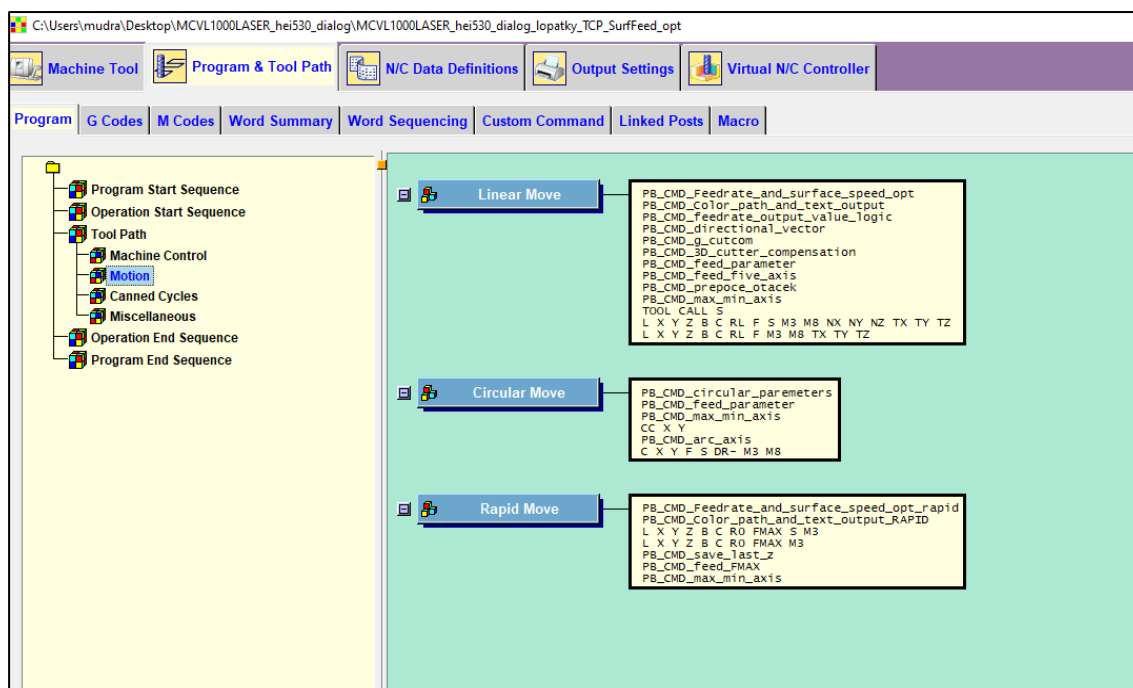 C:\Users\mudra\Desktop\MCVL1000LASER_hei530_dialog\MCVL1000LASER_hei530_dialog_lopatky_TCP_SurfFeed_opt
Machine Tool Program & Tool Path N/C Data Definitions Output Settings Virtual N/C Controller
Program G Codes M Codes Word Summary Word Sequencing Custom Command Linked Posts Macro
Program Start Sequence
Operation Start Sequence
Tool Path
Machine Control
Motion
Canned Cycles
Miscellaneous
Operation End Sequence
Program End Sequence
Linear Move
PB_CMD_Feedrate_and_surface_speed_opt
PB_CMD_Color_path_and_text_output
PB_CMD_feedrate_output_value_logic
PB_CMD_directional_vector
PB_CMD_g_cutcom
PB_CMD_3D_cutter_compensation
PB_CMD_feed_parameter
PB_CMD_feed_five_axis
PB_CMD_prepoce_otacek
PB_CMD_max_min_axis
TOOL CALL S
L X Y Z B C RL F S M3 M8 NX NY NZ TX TY TZ
L X Y Z B C RL F M3 M8 TX TY TZ
Circular Move
PB_CMD_circular_paremeters
PB_CMD_feed_parameter
PB_CMD_max_min_axis
CC X Y
PB_CMD_arc_axis
C X Y F S DR- M3 M8
Rapid Move
PB_CMD_Feedrate_and_surface_speed_opt_rapid
PB_CMD_Color_path_and_text_output_RAPID
L X Y Z B C R0 FMAX S M3
L X Y Z B C R0 FMAX M3
PB_CMD_save_last_z
PB_CMD_feed_FMAX
PB_CMD_max_min_axis